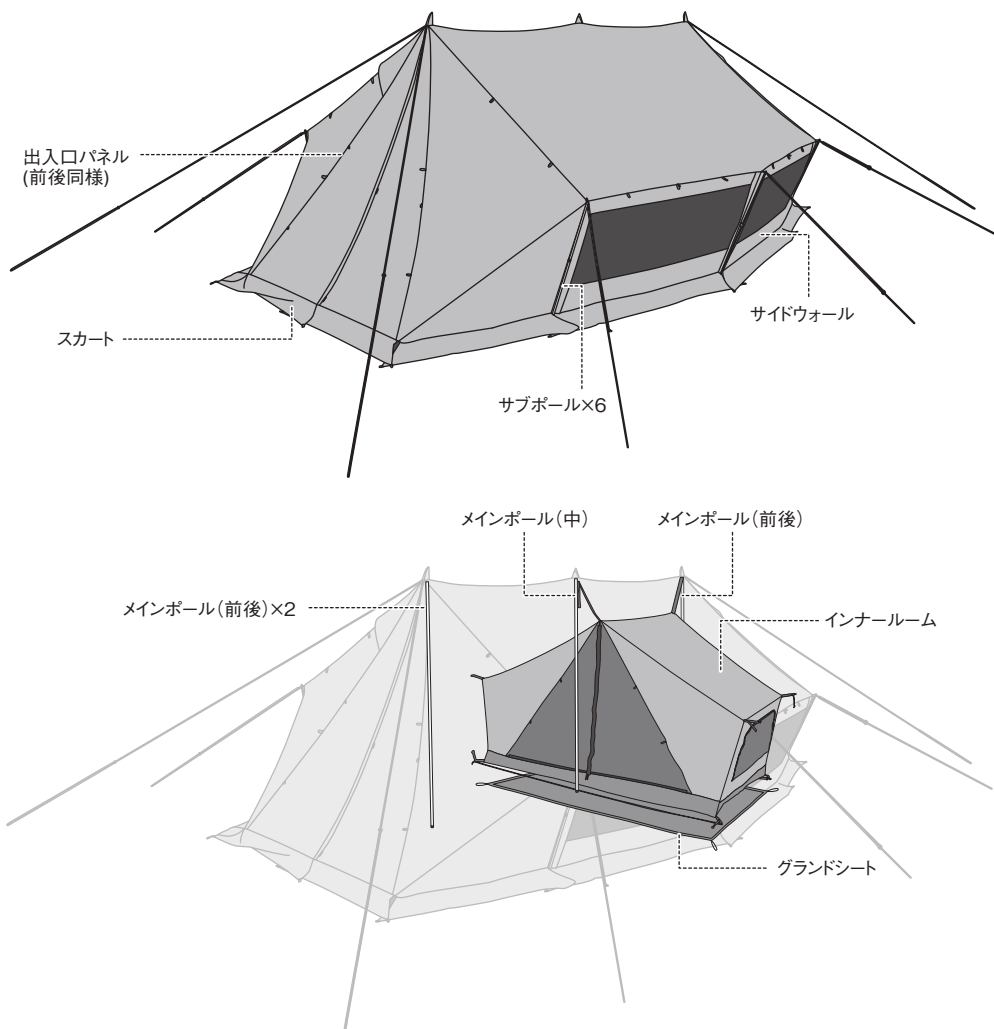 出入口パネル
(前後同様)
スカート
サイドウォール
サブポール×6
メインポール（中）
メインポール（前後）
メインポール（前後）×2
インナールーム
グランドシート